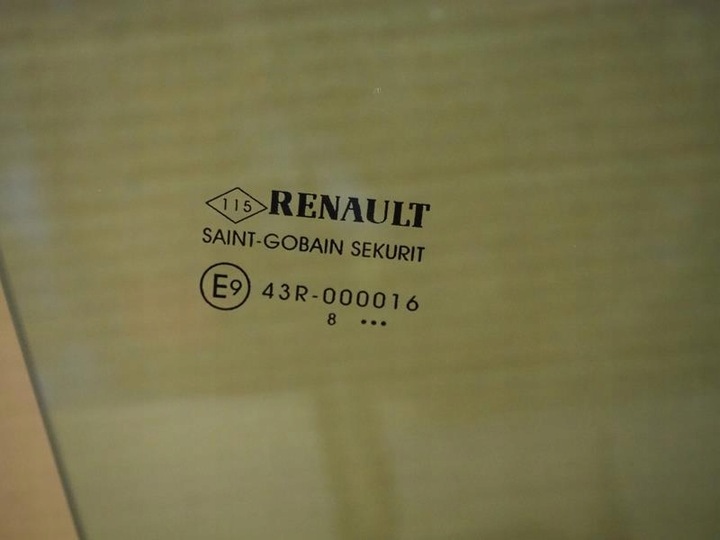 115 RENAULT
SAINT-GOBAIN SEKURIT
E9 43R-000016
8 •••